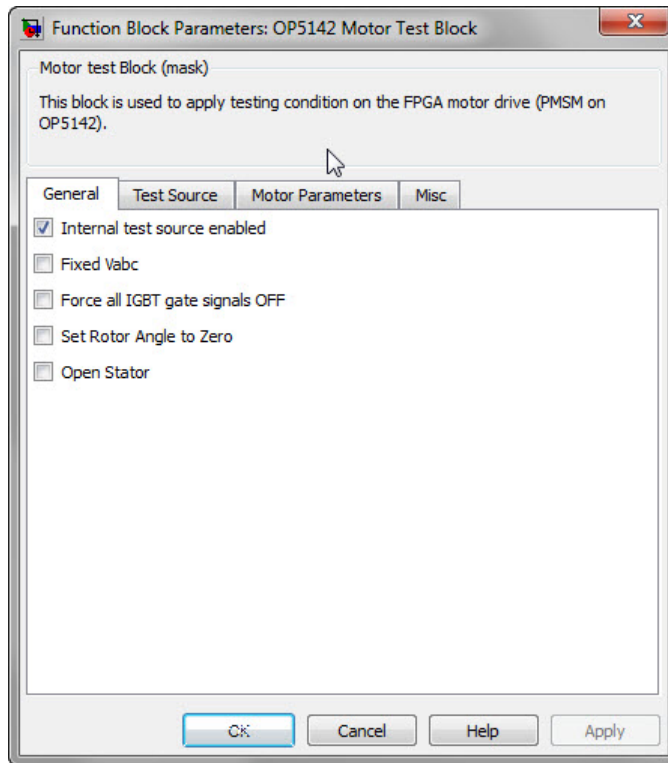 Function Block Parameters: OP5142 Motor Test Block
Motor test Block (mask)
This block is used to apply testing condition on the FPGA motor drive (PMSM on
OP5142).
General Test Source Motor Parameters Misc
Internal test source enabled
Fixed Vabc
Force all IGBT gate signals OFF
Set Rotor Angle to Zero
Open Stator
OK Cancel Help Apply